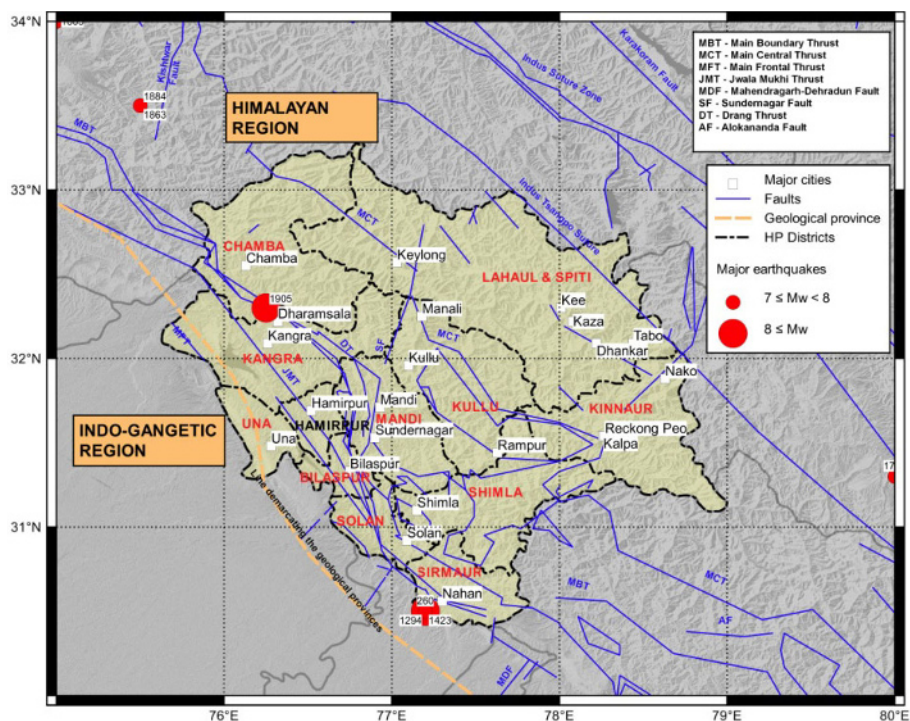 34°N
33°N
32°N
31°N
76°E
77°E
78°E
79°E
80°E
MBT - Main Boundary Thrust
MCT - Main Central Thrust
MFT - Main Frontal Thrust
JMT - Jwala Mukhi Thrust
MDF - Mahendragarh-Dehradun Fault
SF - Sundernagar Fault
DT - Drang Thrust
AF - Alokananda Fault
Major cities
Faults
Geological province
HP Districts
Major earthquakes
7 ≤ Mw < 8
8 ≤ Mw
HIMALAYAN
REGION
INDO-GANGETIC
REGION
Kishtwar
Fault
1884
1863
MBT
Indus Suture Zone
Karakoram Fault
Indus Tsangpo Suture
MCT
CHAMBA
Chamba
Keylong
LAHAUL & SPITI
1905
Dharamsala
Manali
Kee
Kaza
Kangra
KANGRA
MFT
DT
SF
MCT
Kullu
Dhankar
Tabo
Nako
JMT
Hamirpur
HAMIRPUR
Mandi
MANDI
Sundernagar
KULLU
KINNAUR
Reckong Peo
Kalpa
UNA
Una
Rampur
Bilaspur
BILASPUR
SHIMLA
Shimla
SOLAN
Solan
SIRMAUR
Nahan
260
1294
1423
Line demarcating the geological provinces
MBT
MCT
AF
MDF